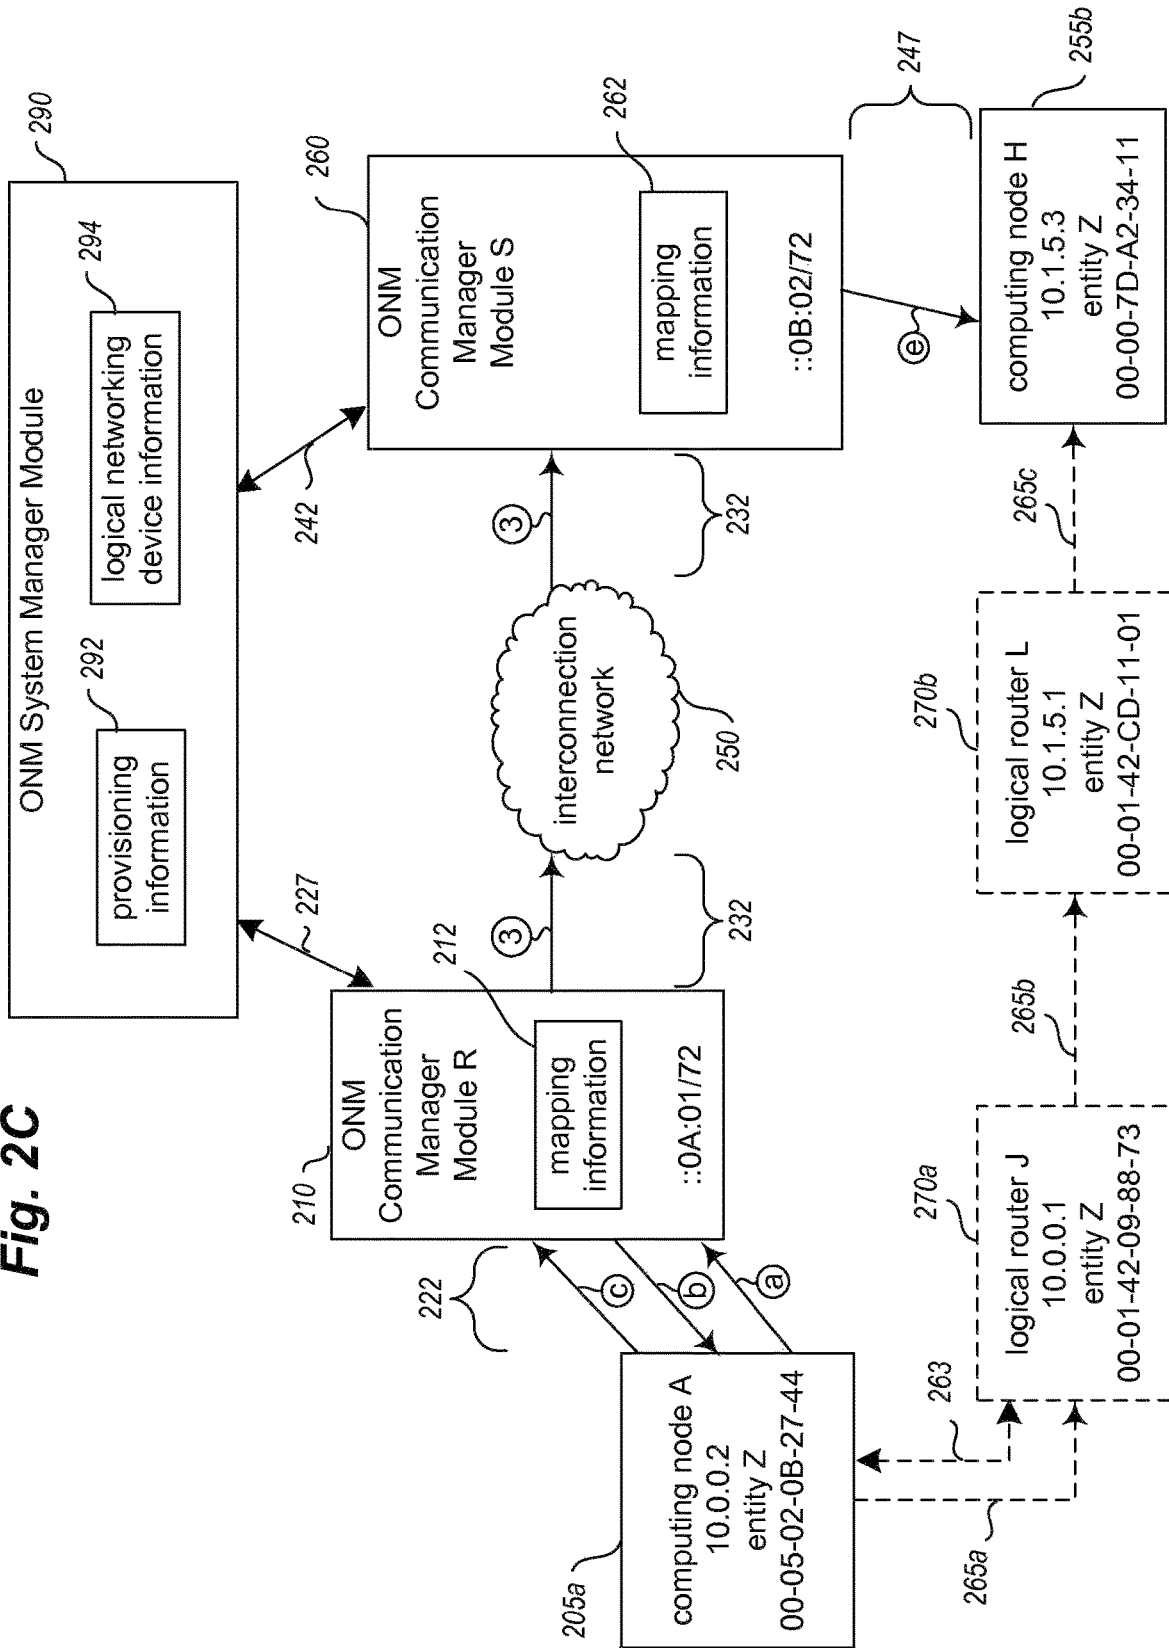 Fig. 2C
290
ONM System Manager Module
292
provisioning
information
294
logical networking
device information
227
242
210
ONM
Communication
Manager
Module R
212
mapping
information
::0A:01/72
3
232
interconnection
network
250
3
232
260
ONM
Communication
Manager
Module S
262
mapping
information
::0B:02/72
222
c
b
a
e
247
205a
computing node A
10.0.0.2
entity Z
00-05-02-0B-27-44
263
265a
270a
logical router J
10.0.0.1
entity Z
00-01-42-09-88-73
265b
270b
logical router L
10.1.5.1
entity Z
00-01-42-CD-11-01
265c
255b
computing node H
10.1.5.3
entity Z
00-00-7D-A2-34-11